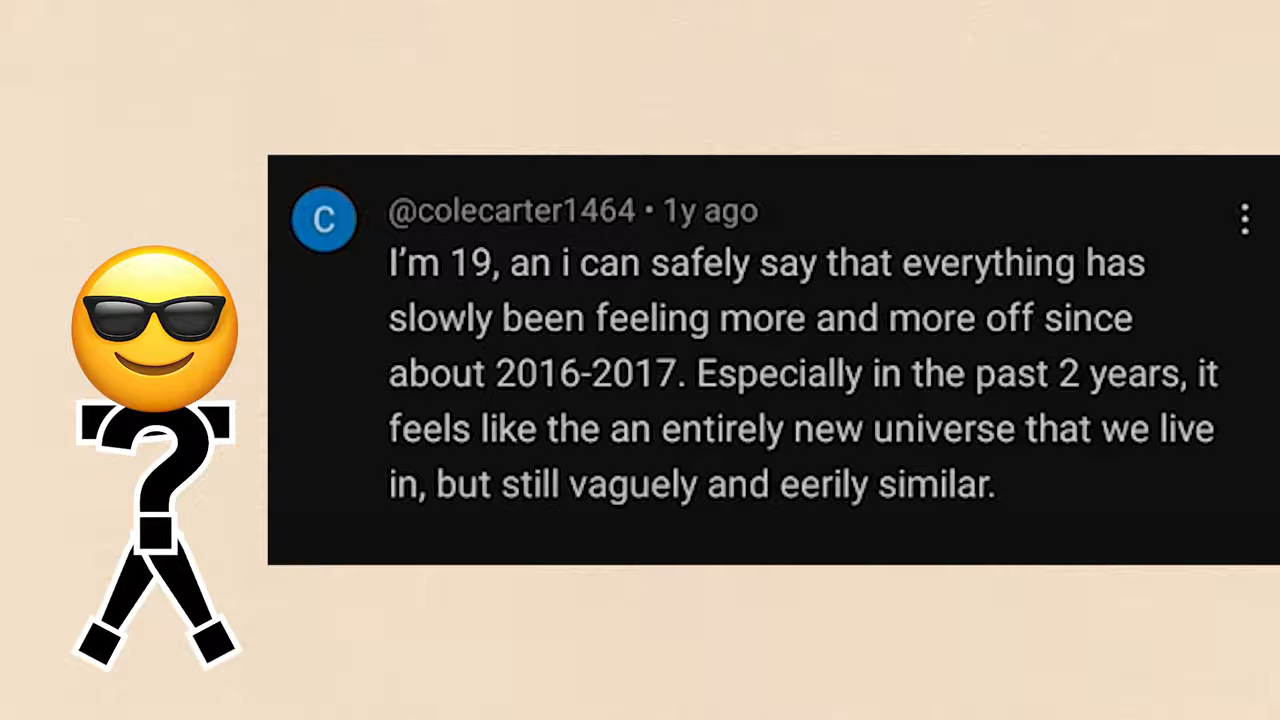 C
@colecarter1464 • 1y ago
I’m 19, an i can safely say that everything has
slowly been feeling more and more off since
about 2016-2017. Especially in the past 2 years, it
feels like the an entirely new universe that we live
in, but still vaguely and eerily similar.
?